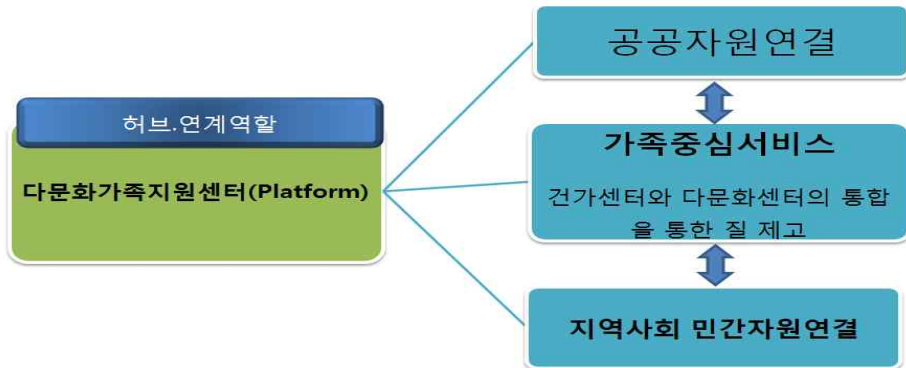 허브.연계역할
다문화가족지원센터(Platform)
공공자원연결
가족중심서비스
건가센터와 다문화센터의 통합
을 통한 질 제고
지역사회 민간자원연결